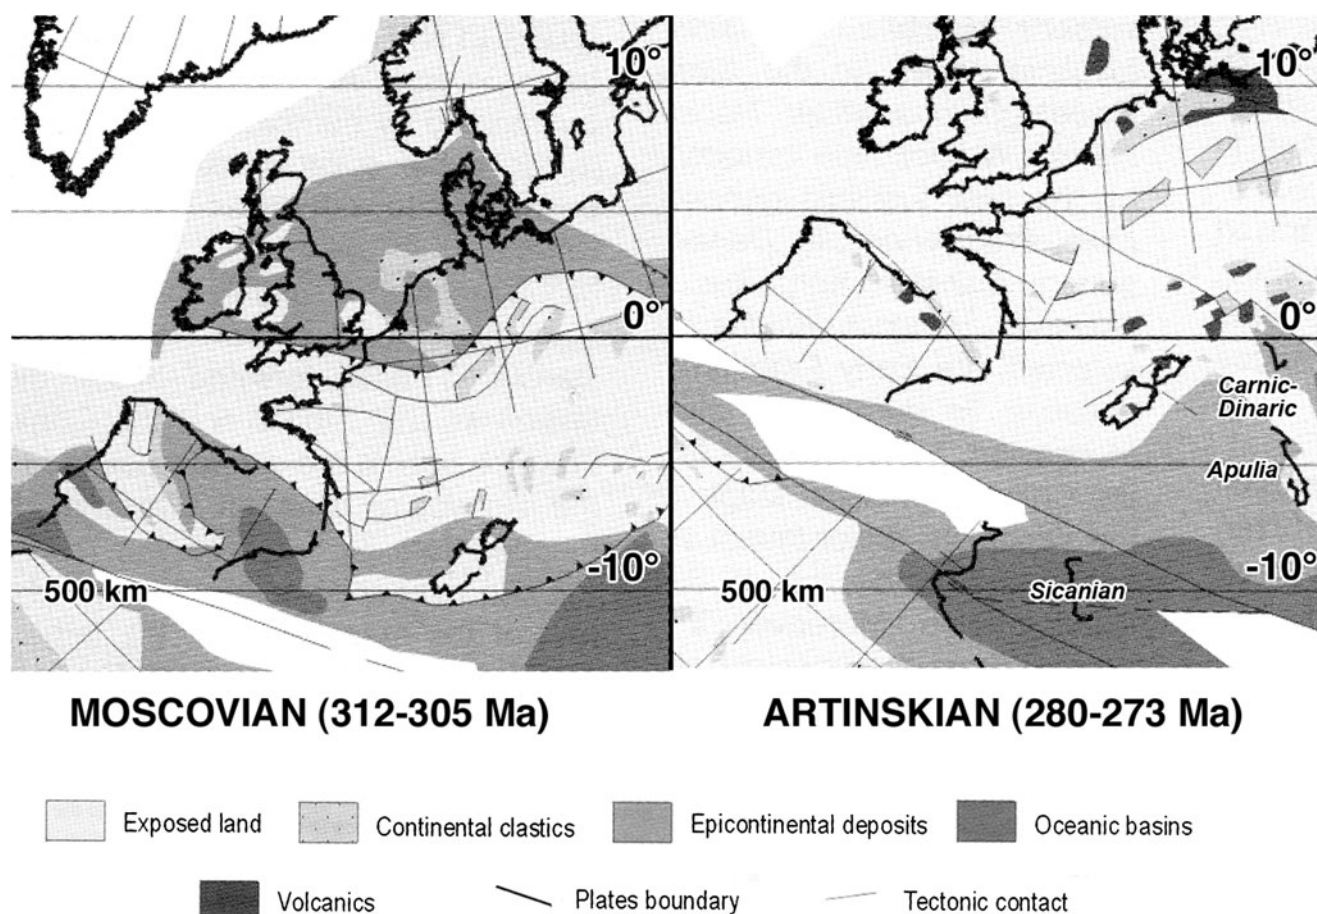 10°
10°
0°
0°
Carnic-
Dinaric
Apulia
-10°
-10°
500 km
500 km
Sicanian
MOSCOVIAN (312-305 Ma)
ARTINSKIAN (280-273 Ma)
Exposed land
Continental clastics
Epicontinental deposits
Oceanic basins
Volcanics
Plates boundary
Tectonic contact